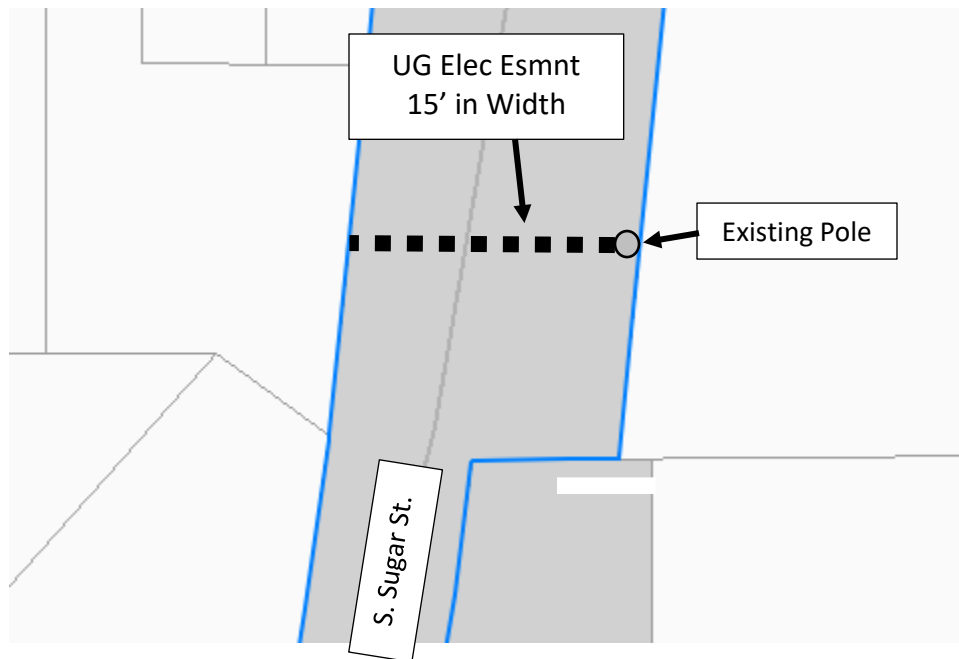 UG Elec Esmnt
15’ in Width
Existing Pole
S. Sugar St.